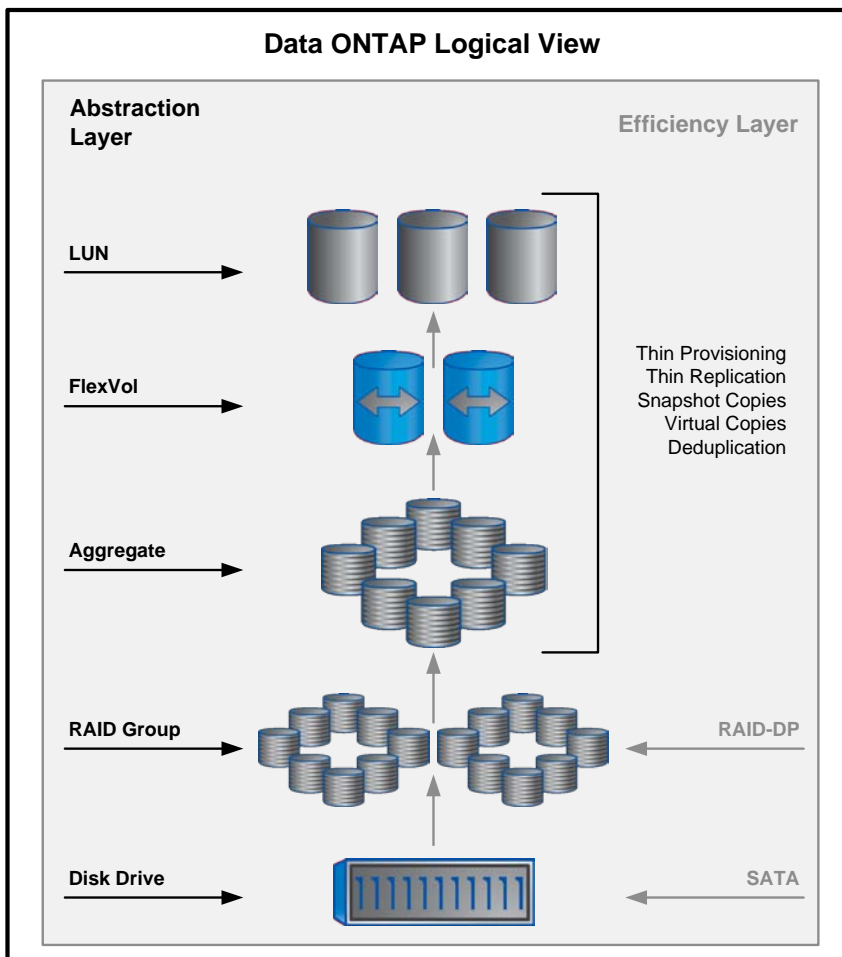 Data ONTAP Logical View
Abstraction
Layer
Efficiency Layer
LUN
FlexVol
Thin Provisioning
Thin Replication
Snapshot Copies
Virtual Copies
Deduplication
Aggregate
RAID Group
RAID-DP
Disk Drive
SATA